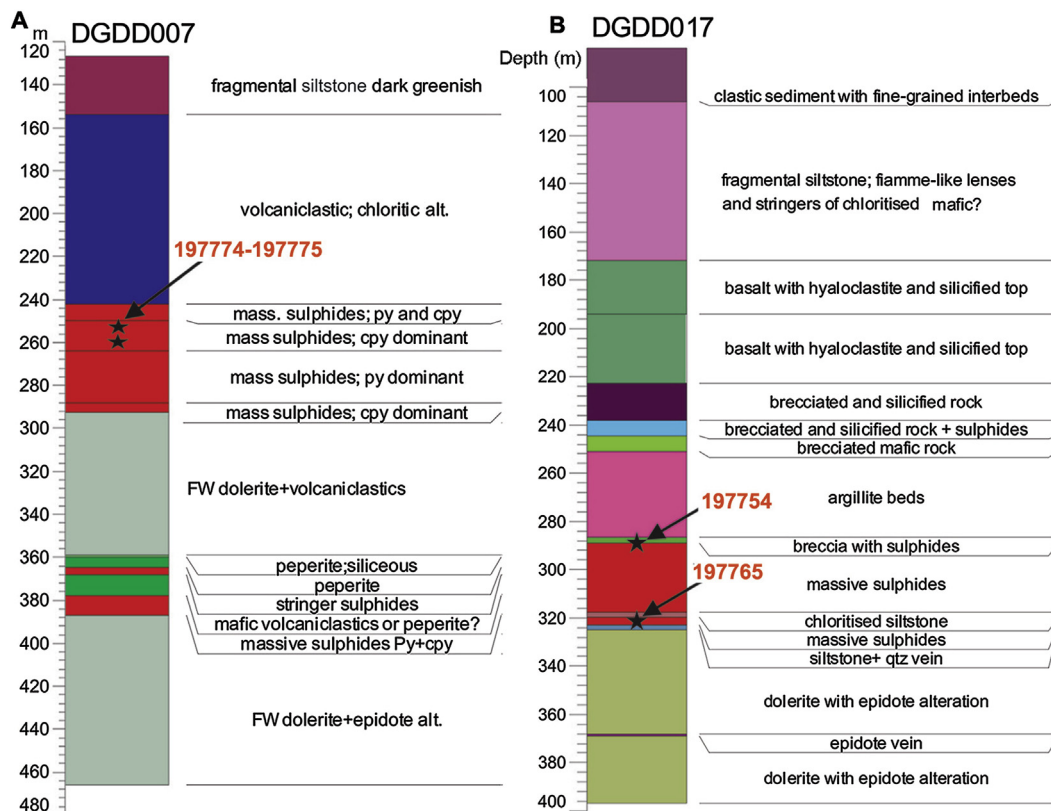 A
m
DGDD007
120
140
160
180
200
220
240
260
280
300
320
340
360
380
400
420
440
460
480
fragmental siltstone dark greenish
volcaniclastic; chloritic alt.
197774-197775
mass. sulphides; py and cpy
mass sulphides; cpy dominant
mass sulphides; py dominant
mass sulphides; cpy dominant
FW dolerite+volcaniclastics
peperite;siliceous
peperite
stringer sulphides
mafic volcaniclastics or peperite?
massive sulphides Py+cpy
FW dolerite+epidote alt.
B
DGDD017
Depth (m)
100
120
140
160
180
200
220
240
260
280
300
320
340
360
380
400
clastic sediment with fine-grained interbeds
fragmental siltstone; fiamme-like lenses
and stringers of chloritised mafic?
basalt with hyaloclastite and silicified top
basalt with hyaloclastite and silicified top
brecciated and silicified rock
brecciated and silicified rock + sulphides
brecciated mafic rock
argillite beds
197754
breccia with sulphides
197765
massive sulphides
chloritised siltstone
massive sulphides
siltstone+ qtz vein
dolerite with epidote alteration
epidote vein
dolerite with epidote alteration